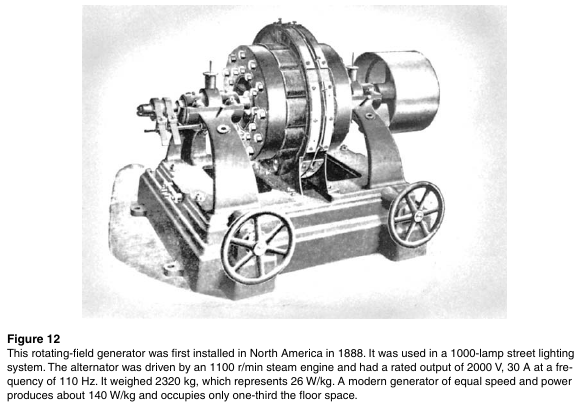 Figure 12
This rotating-field generator was first installed in North America in 1888. It was used in a 1000-lamp street lighting
system. The alternator was driven by an 1100 r/min steam engine and had a rated output of 2000 V, 30 A at a fre-
quency of 110 Hz. It weighed 2320 kg, which represents 26 W/kg. A modern generator of equal speed and power
produces about 140 W/kg and occupies only one-third the floor space.